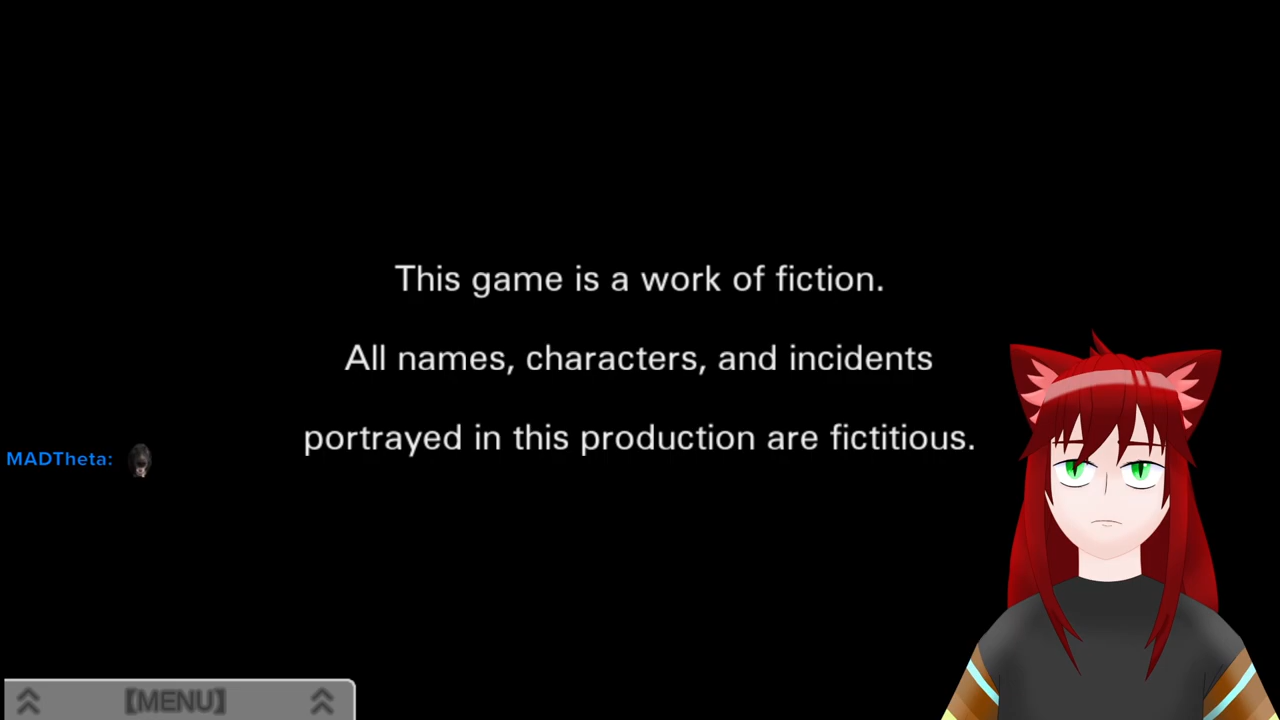 This game is a work of fiction.
All names, characters, and incidents
portrayed in this production are fictitious.
MADTheta:
【MENU】